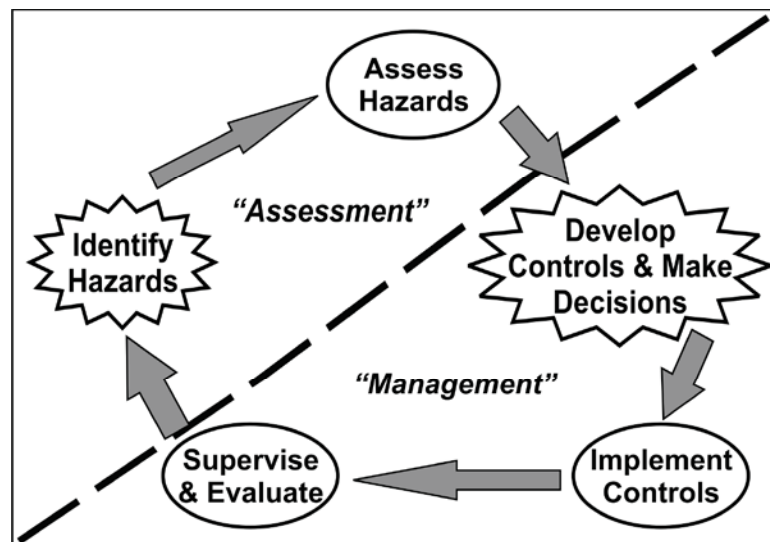 Assess
Hazards
“Assessment”
Identify
Hazards
Develop
Controls & Make
Decisions
“Management”
Supervise
& Evaluate
Implement
Controls